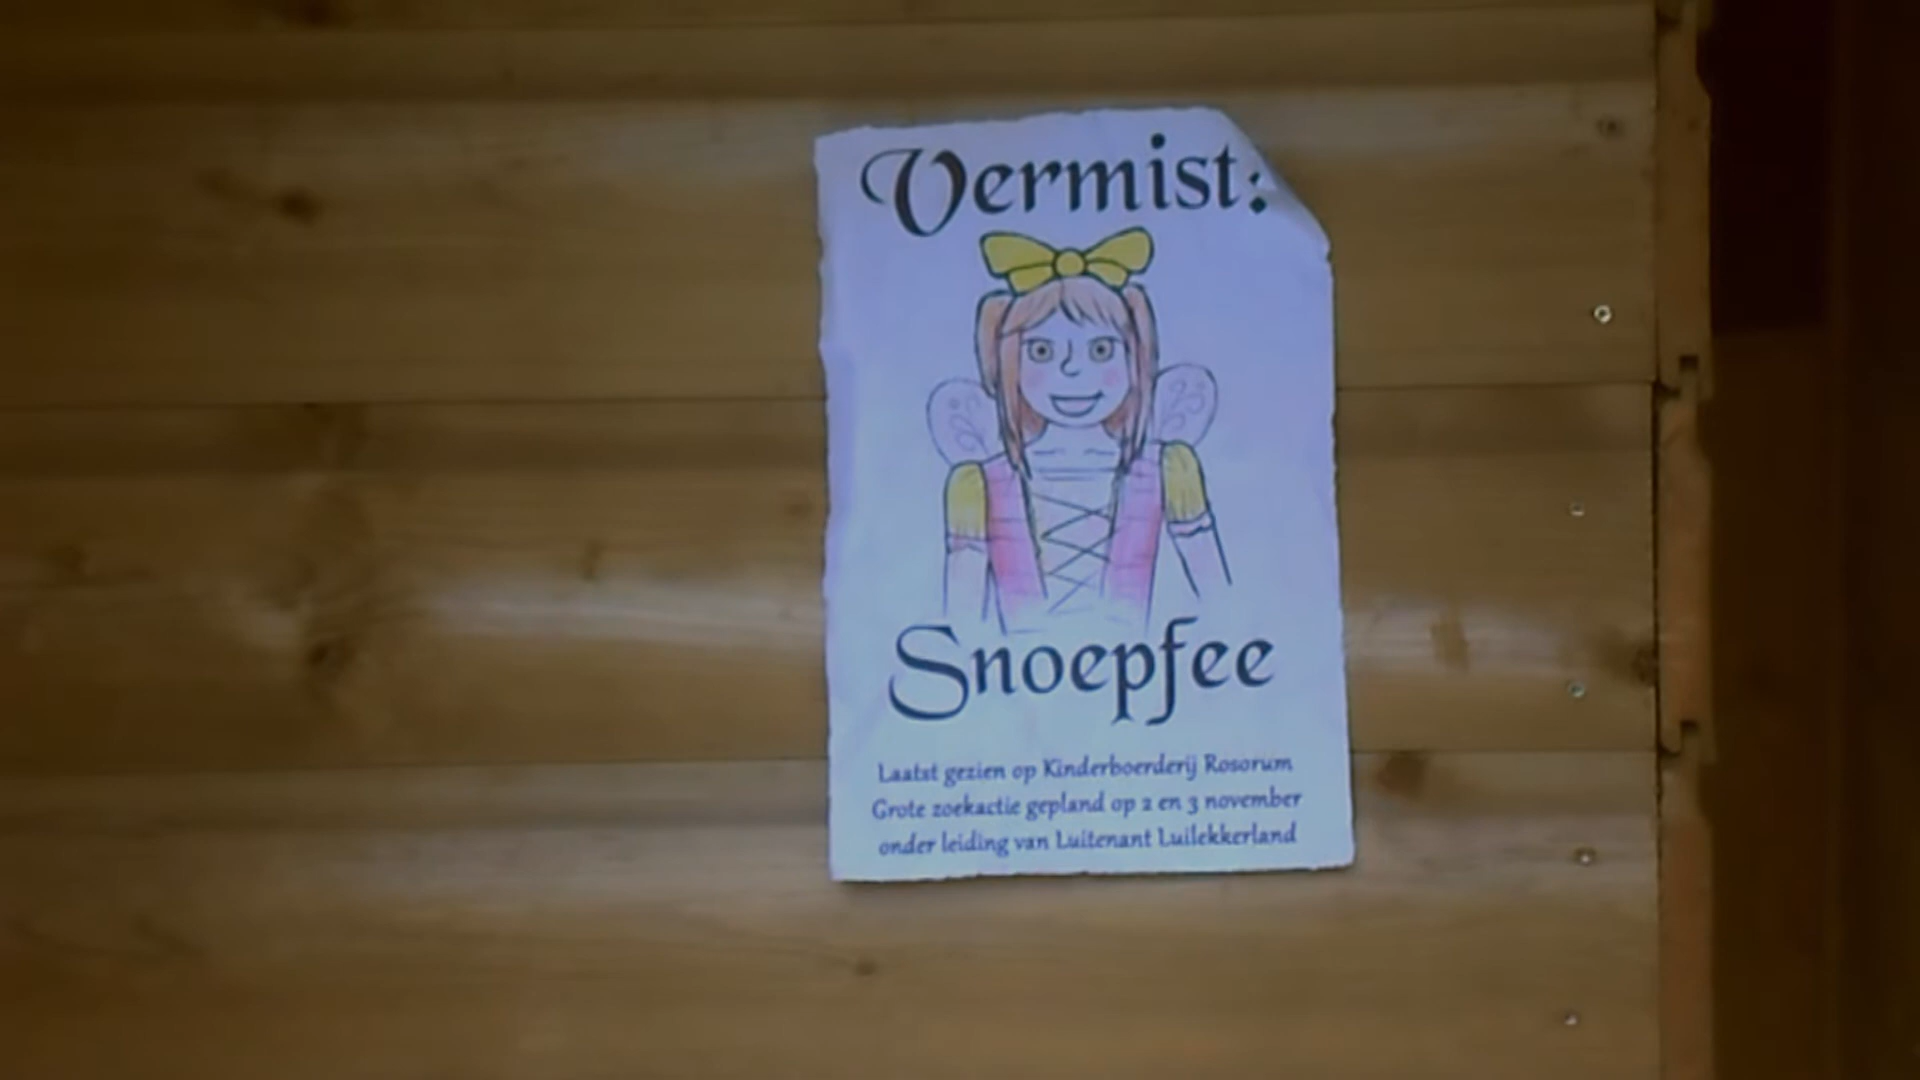 Vermist:
Snoepfee
Laatst gezien op Kinderboerderij Rosorum
Grote zoekactie gepland op 2 en 3 november
onder leiding van Luitenant Luilekkerland